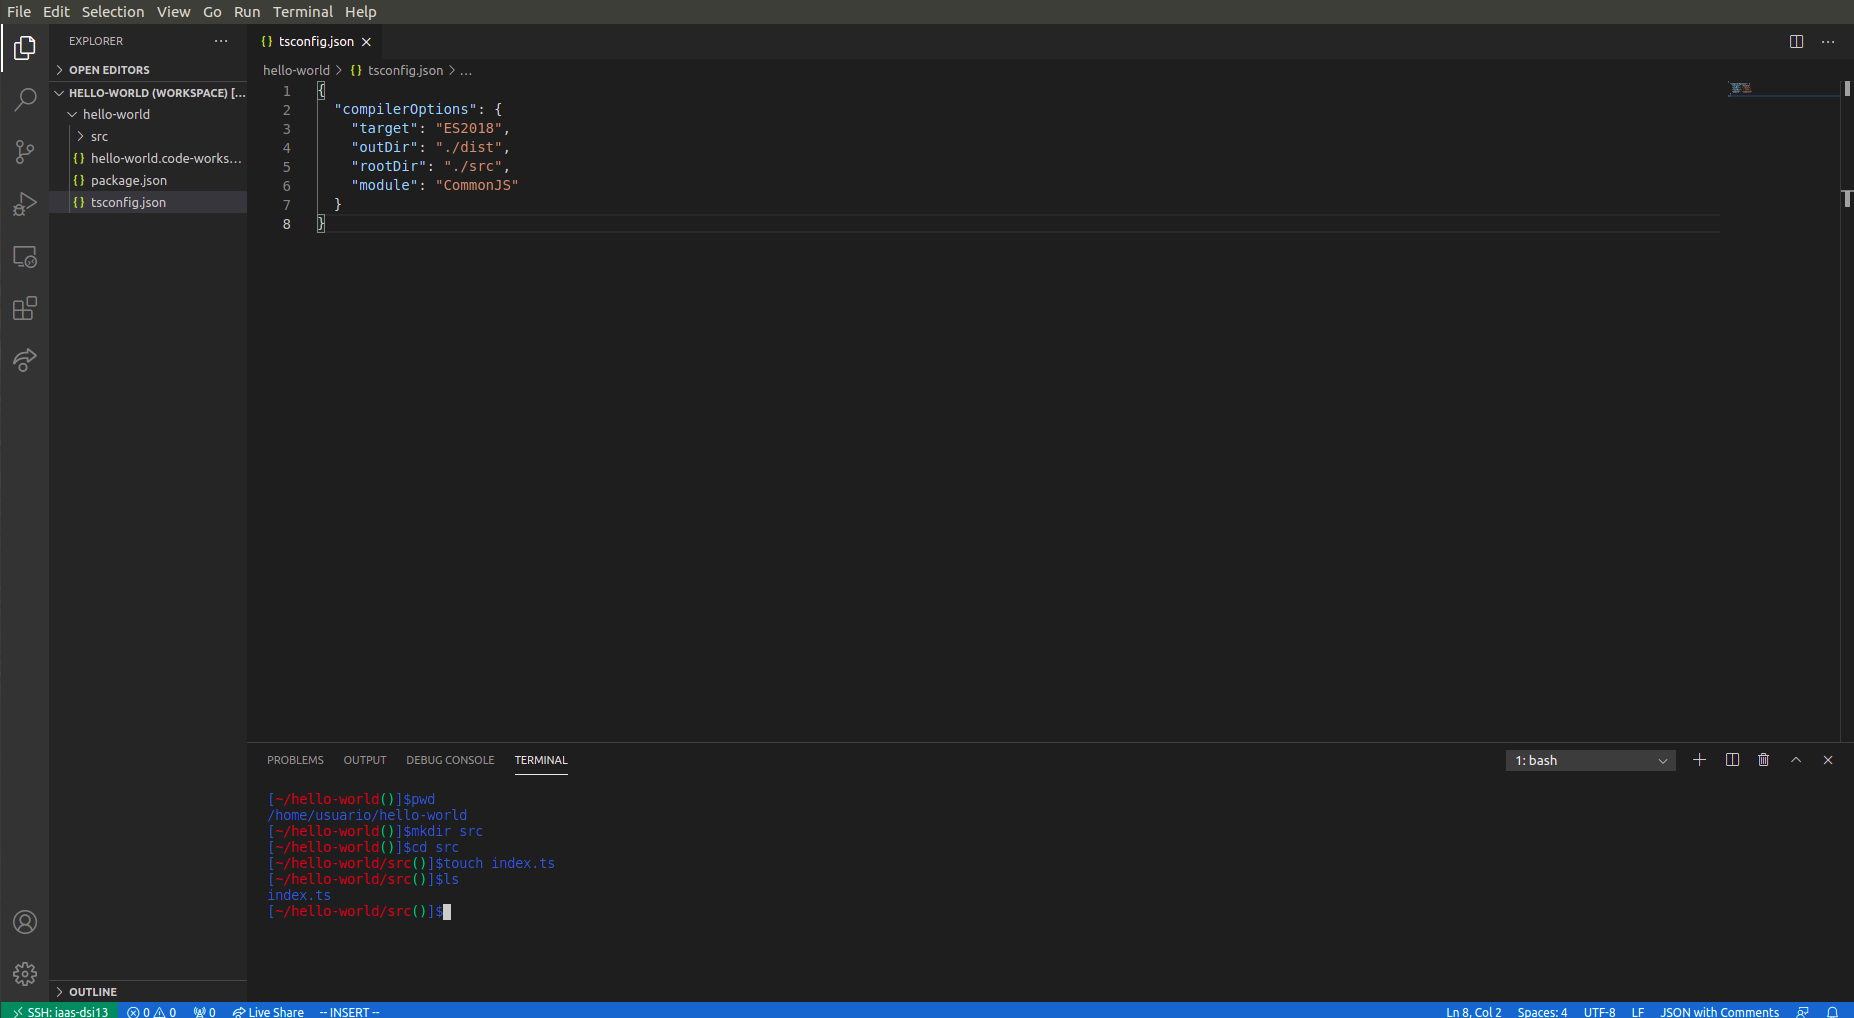 File Edit Selection View Go Run Terminal Help
EXPLORER ...
OPEN EDITORS
HELLO-WORLD (WORKSPACE) [...
hello-world
src
{} hello-world.code-works...
{} package.json
{} tsconfig.json
OUTLINE
{} tsconfig.json ×
hello-world > {} tsconfig.json > ...
1 {
2 "compilerOptions": {
3 "target": "ES2018",
4 "outDir": "./dist",
5 "rootDir": "./src",
6 "module": "CommonJS"
7 }
8 }
PROBLEMS OUTPUT DEBUG CONSOLE TERMINAL 1: bash
[~/hello-world()]$pwd
/home/usuario/hello-world
[~/hello-world()]$mkdir src
[~/hello-world()]$cd src
[~/hello-world/src()]$touch index.ts
[~/hello-world/src()]$ls
index.ts
[~/hello-world/src()]$
SSH: iaas-dsi13 0 0 0 Live Share -- INSERT -- Ln 8, Col 2 Spaces: 4 UTF-8 LF JSON with Comments